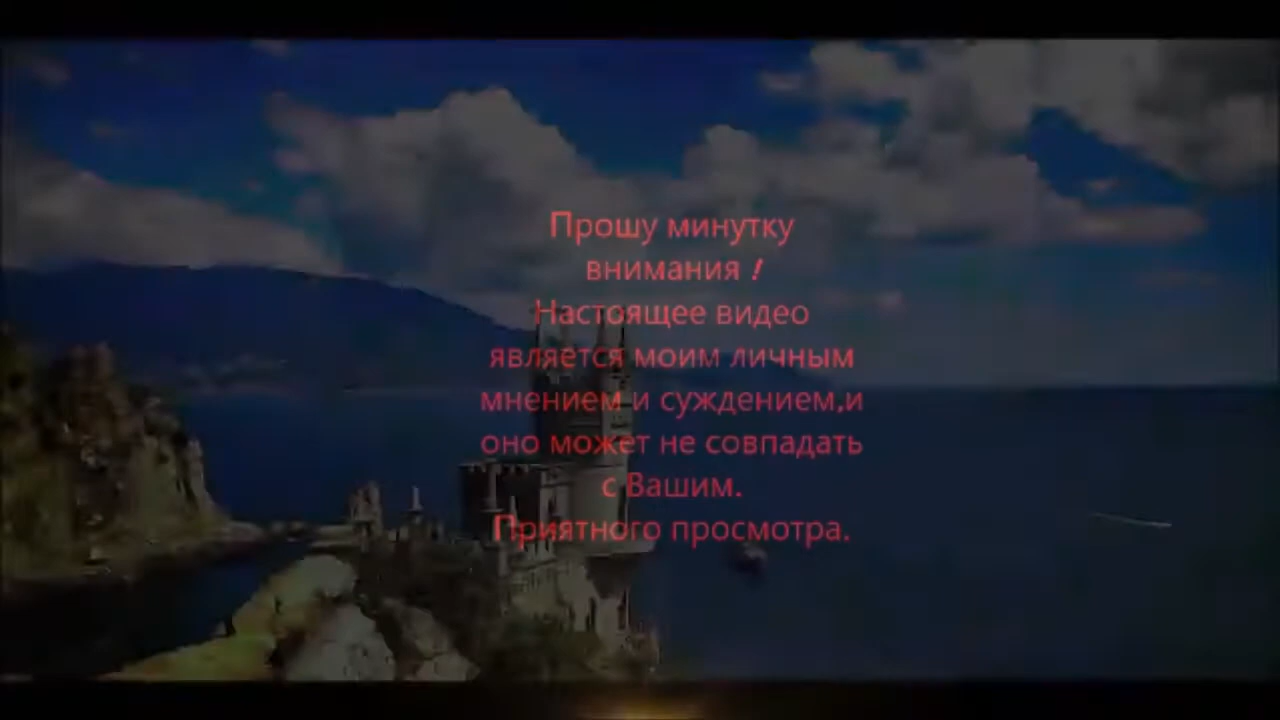 Прошу минутку
внимания !
Настоящее видео
является моим личным
мнением и суждением,и
оно может не совпадать
с Вашим.
Приятного просмотра.